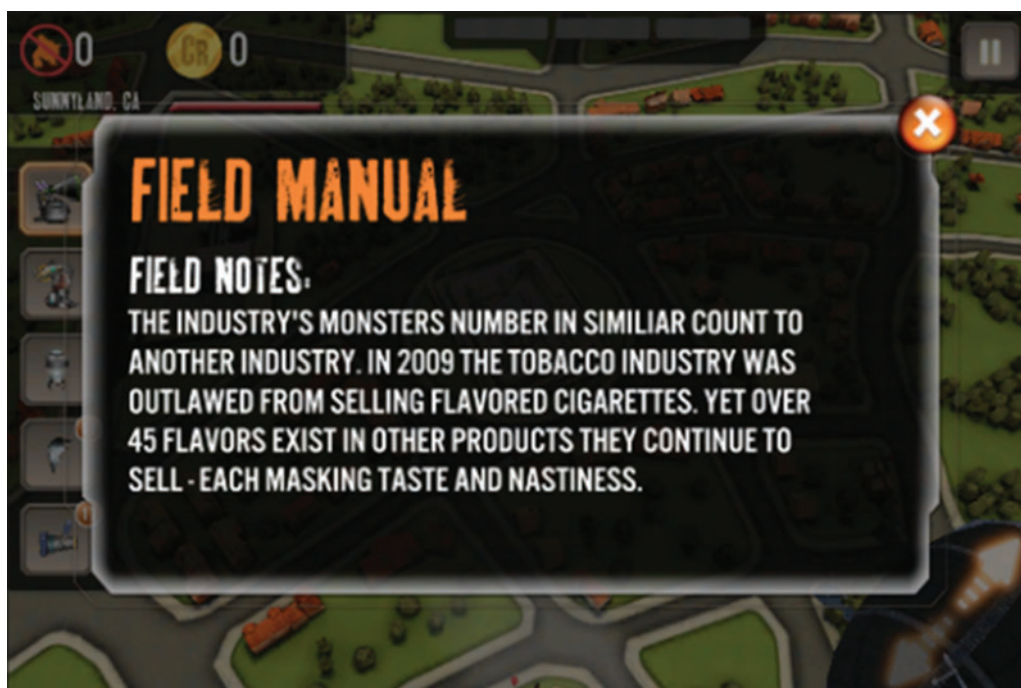 0
CR 0
SUNNYLAND, CA
FIELD MANUAL
FIELD NOTES:
THE INDUSTRY'S MONSTERS NUMBER IN SIMILIAR COUNT TO
ANOTHER INDUSTRY. IN 2009 THE TOBACCO INDUSTRY WAS
OUTLAWED FROM SELLING FLAVORED CIGARETTES. YET OVER
45 FLAVORS EXIST IN OTHER PRODUCTS THEY CONTINUE TO
SELL - EACH MASKING TASTE AND NASTINESS.